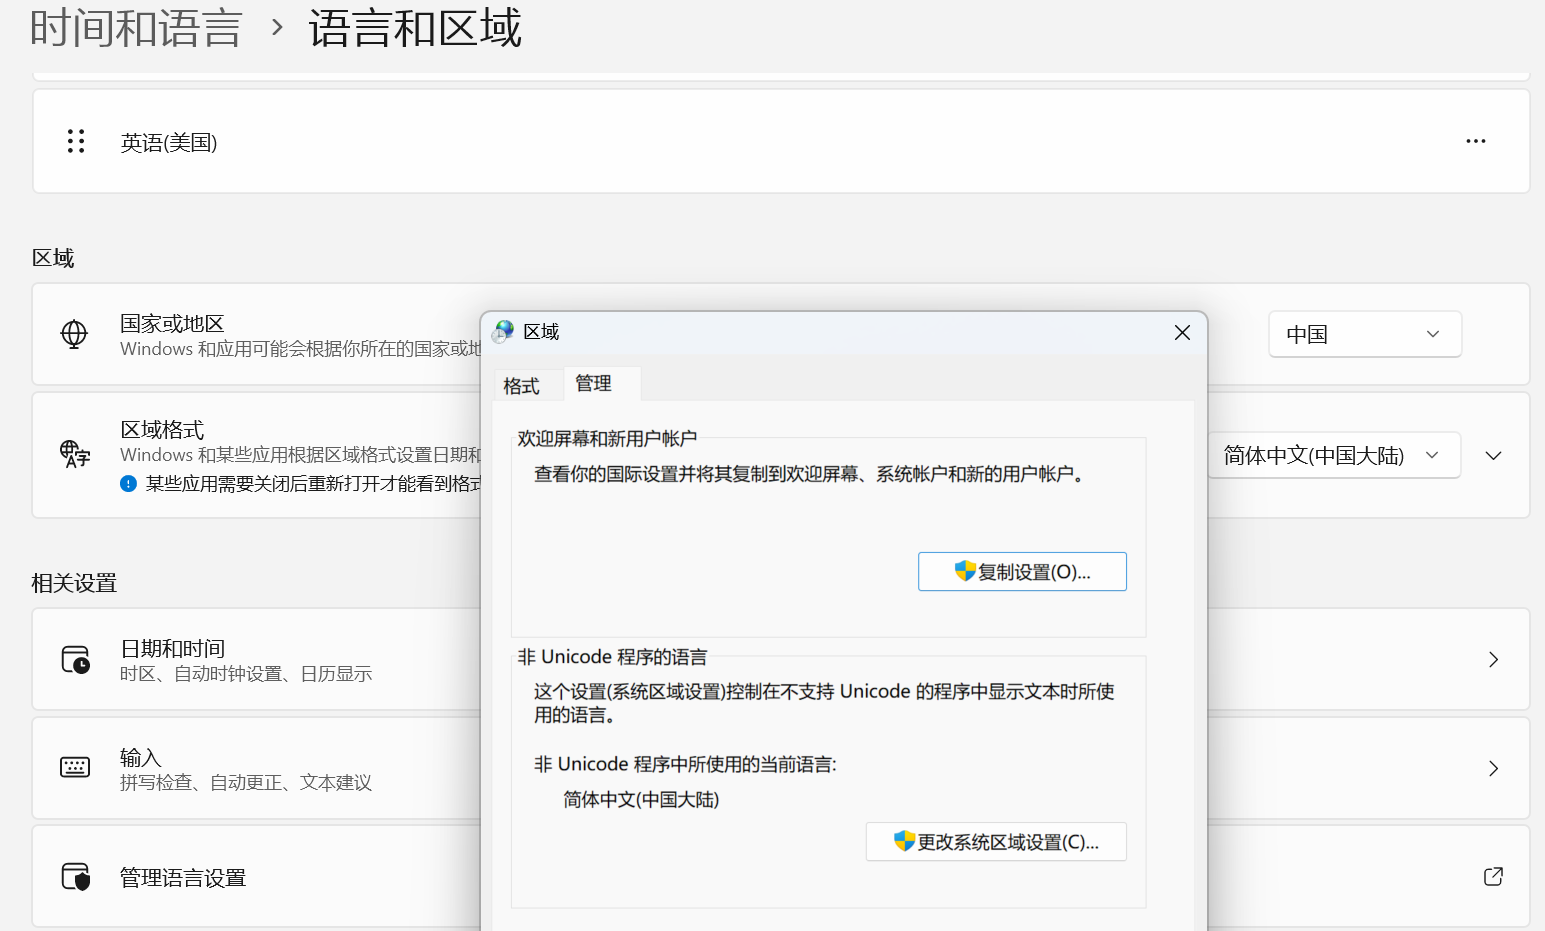 时间和语言 › 语言和区域
英语(美国)
区域
国家或地区
Windows 和应用可能会根据你所在的国家或
中国
区域格式
Windows 和某些应用根据区域格式设置日期和
某些应用需要关闭后重新打开才能看到格式
简体中文(中国大陆)
相关设置
日期和时间
时区、自动时钟设置、日历显示
输入
拼写检查、自动更正、文本建议
管理语言设置
区域
格式
管理
欢迎屏幕和新用户帐户
查看你的国际设置并将其复制到欢迎屏幕、系统帐户和新的用户帐户。
复制设置(O)...
非 Unicode 程序的语言
这个设置(系统区域设置)控制在不支持 Unicode 的程序中显示文本时所使
用的语言。
非 Unicode 程序中所使用的当前语言:
简体中文(中国大陆)
更改系统区域设置(C)...